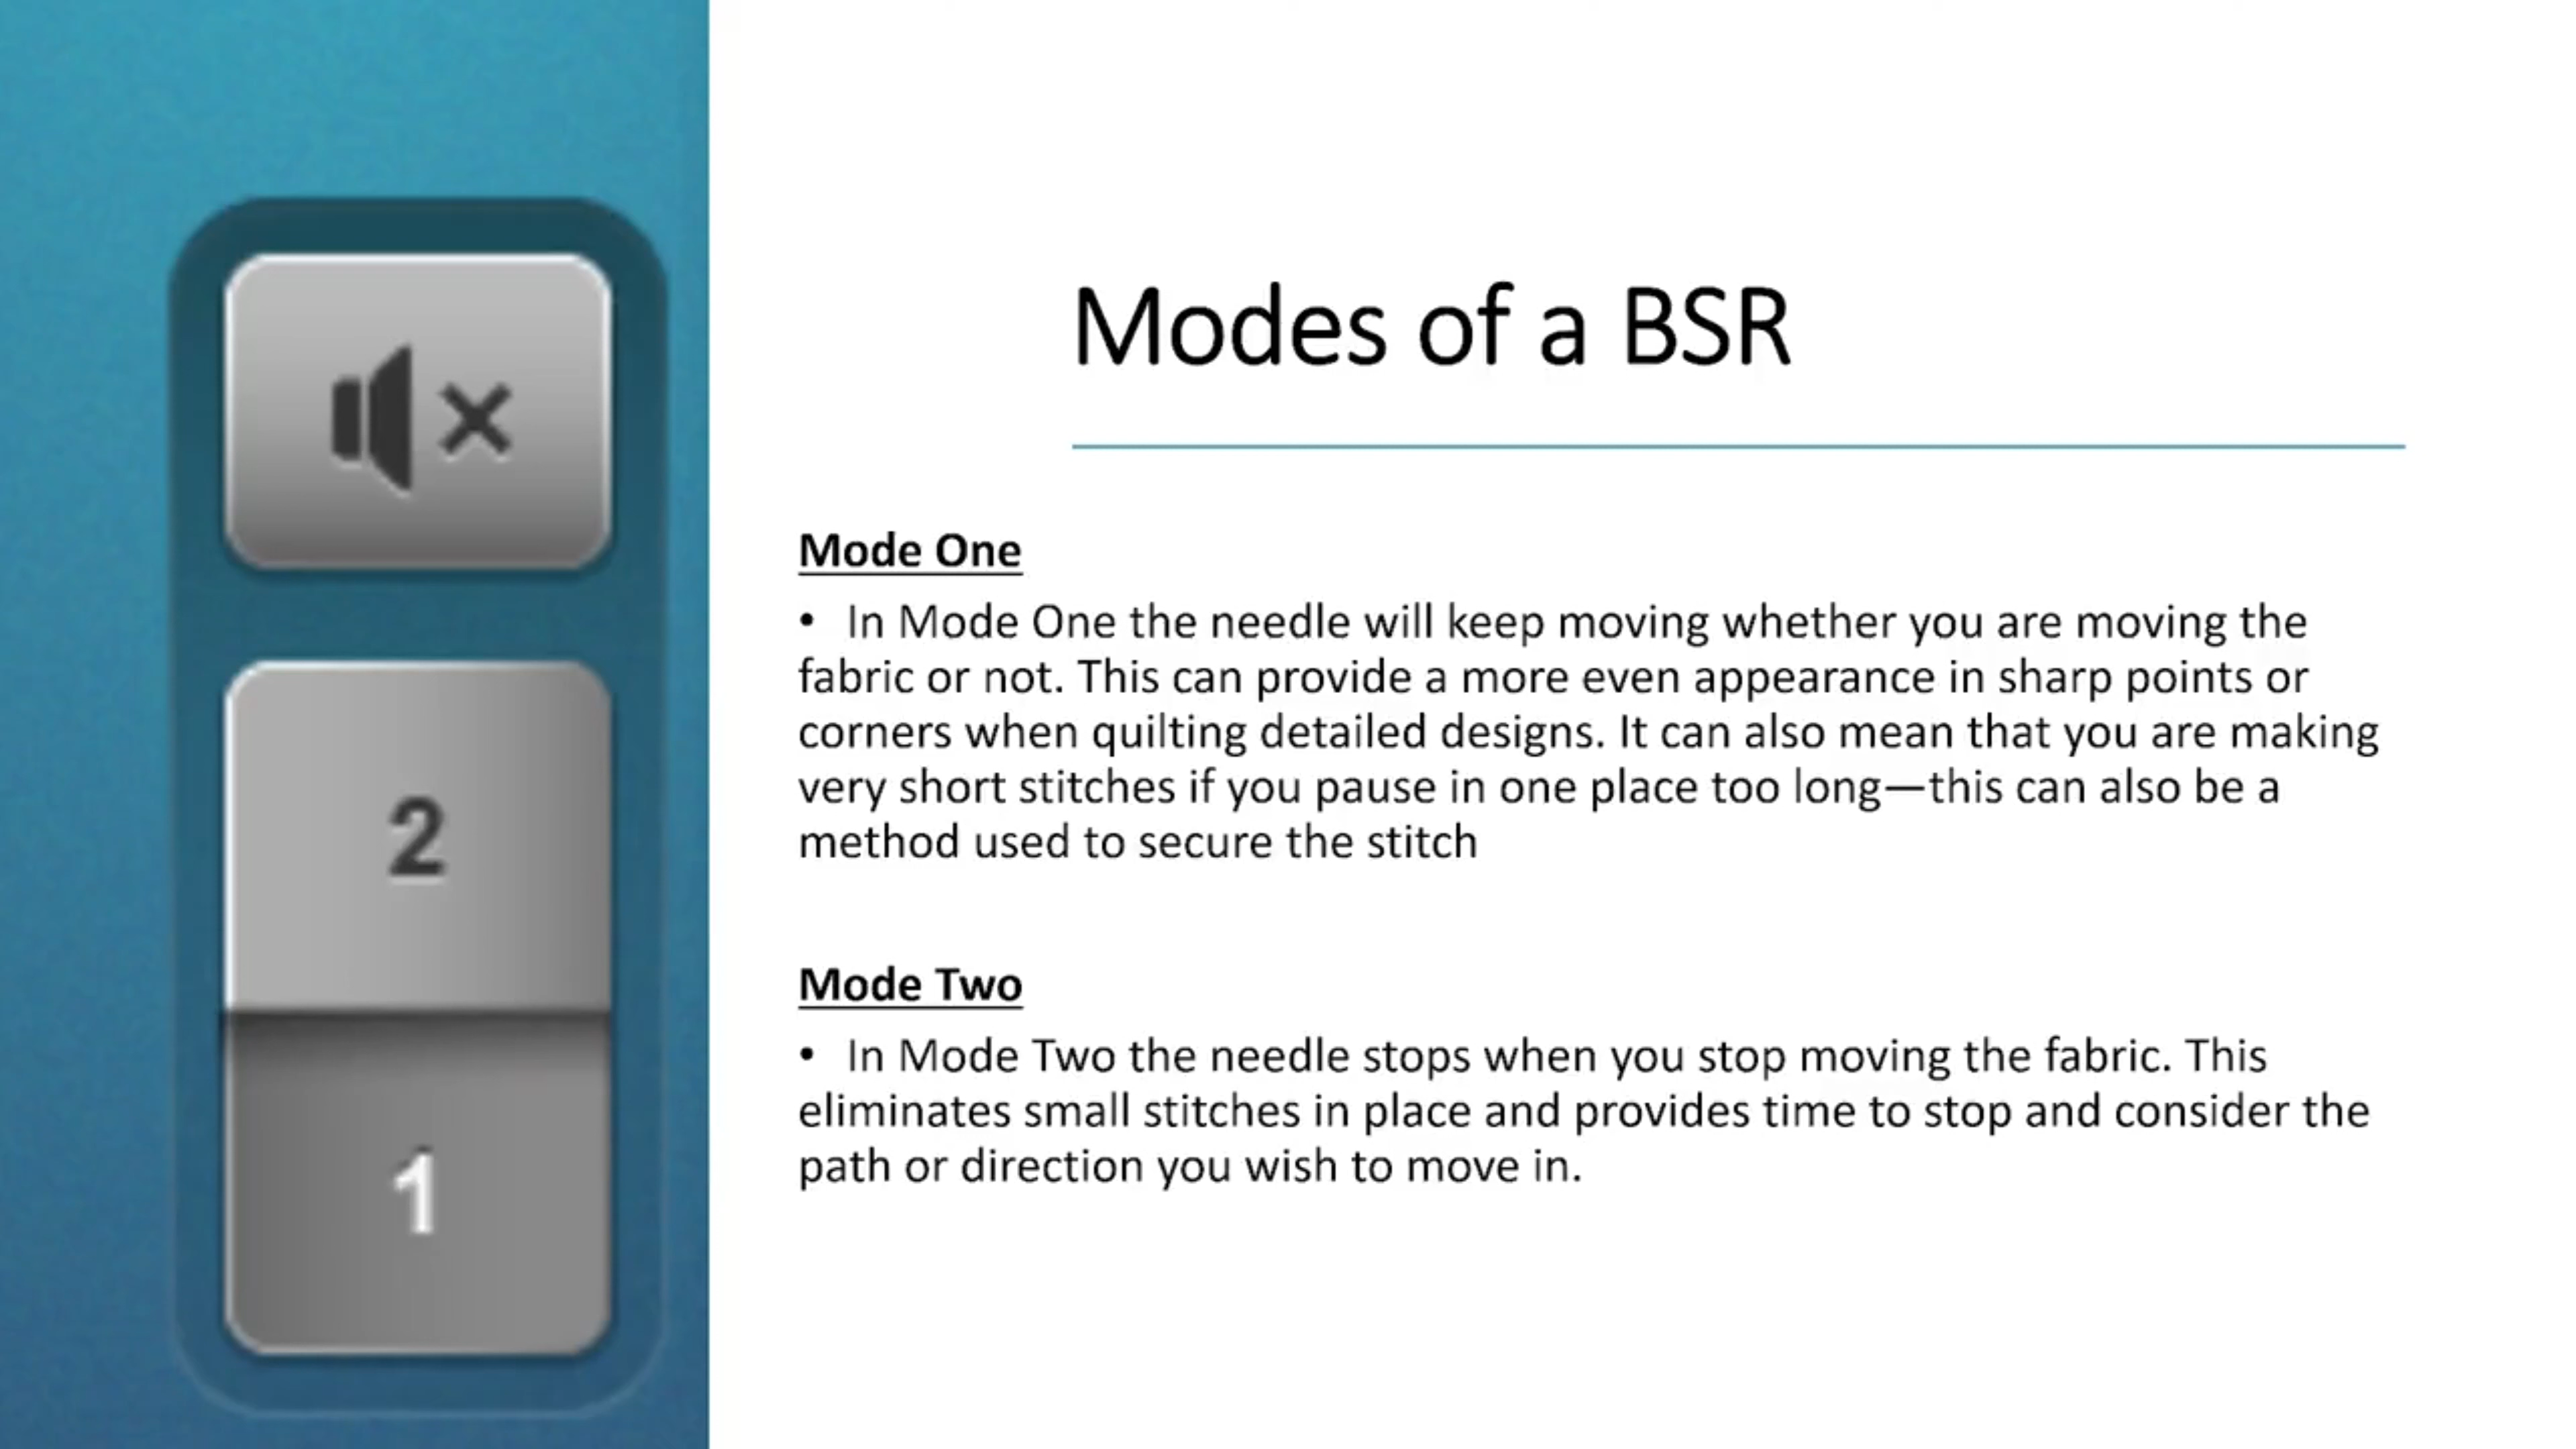 Modes of a BSR
2
1
Mode One
• In Mode One the needle will keep moving whether you are moving the
fabric or not. This can provide a more even appearance in sharp points or
corners when quilting detailed designs. It can also mean that you are making
very short stitches if you pause in one place too long—this can also be a
method used to secure the stitch
Mode Two
• In Mode Two the needle stops when you stop moving the fabric. This
eliminates small stitches in place and provides time to stop and consider the
path or direction you wish to move in.